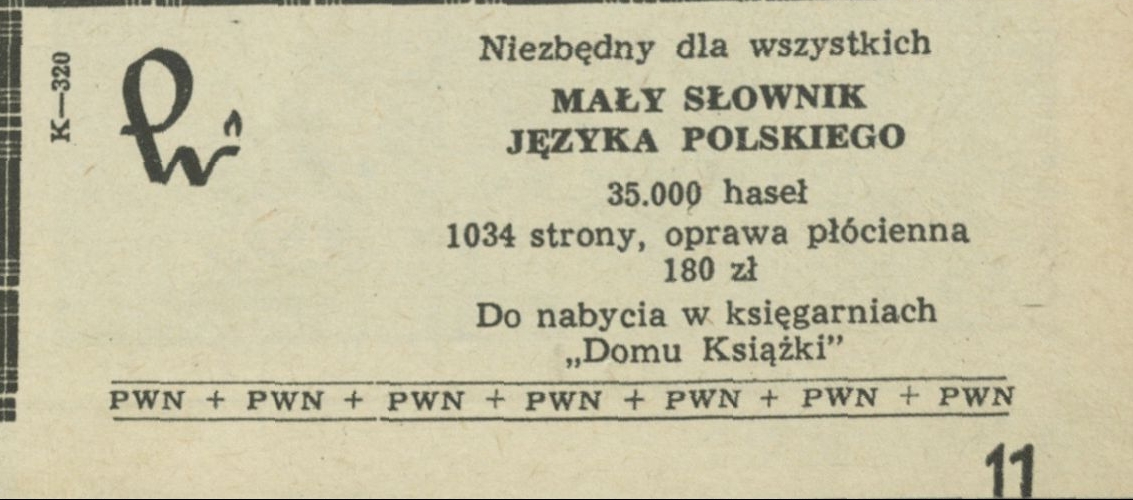 K—320
Niezbędny dla wszystkich
MAŁY SŁOWNIK
JĘZYKA POLSKIEGO
35.000 haseł
1034 strony, oprawa płócienna
180 zł
Do nabycia w księgarniach
„Domu Książki”
PWN + PWN + PWN + PWN + PWN + PWN + PWN
11